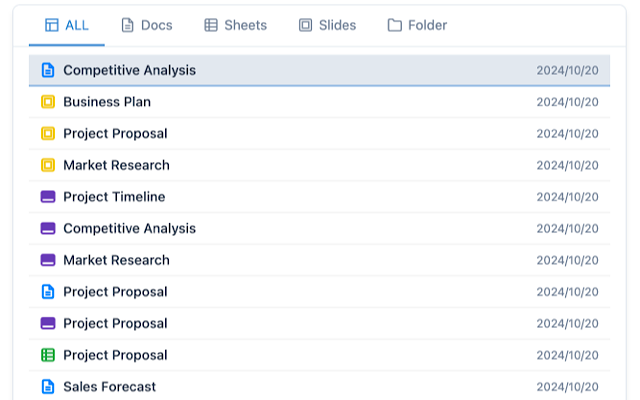 ALL Docs Sheets Slides Folder
Competitive Analysis 2024/10/20
Business Plan 2024/10/20
Project Proposal 2024/10/20
Market Research 2024/10/20
Project Timeline 2024/10/20
Competitive Analysis 2024/10/20
Market Research 2024/10/20
Project Proposal 2024/10/20
Project Proposal 2024/10/20
Project Proposal 2024/10/20
Sales Forecast 2024/10/20